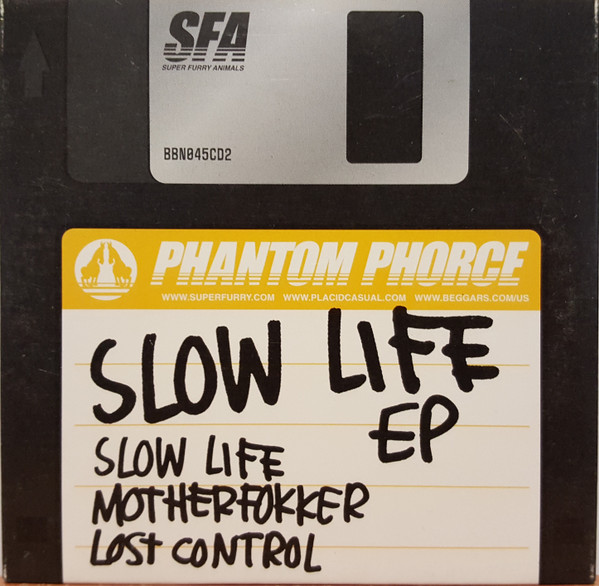 SFA
SUPER FURRY ANIMALS
BBN045CD2
PHANTOM PHORCE
WWW.SUPERFURRY.COM WWW.PLACIDCASUAL.COM WWW.BEGGARS.COM/US
SLOW LIFE
EP
SLOW LIFE
MOTHERFOKKER
LOST CONTROL